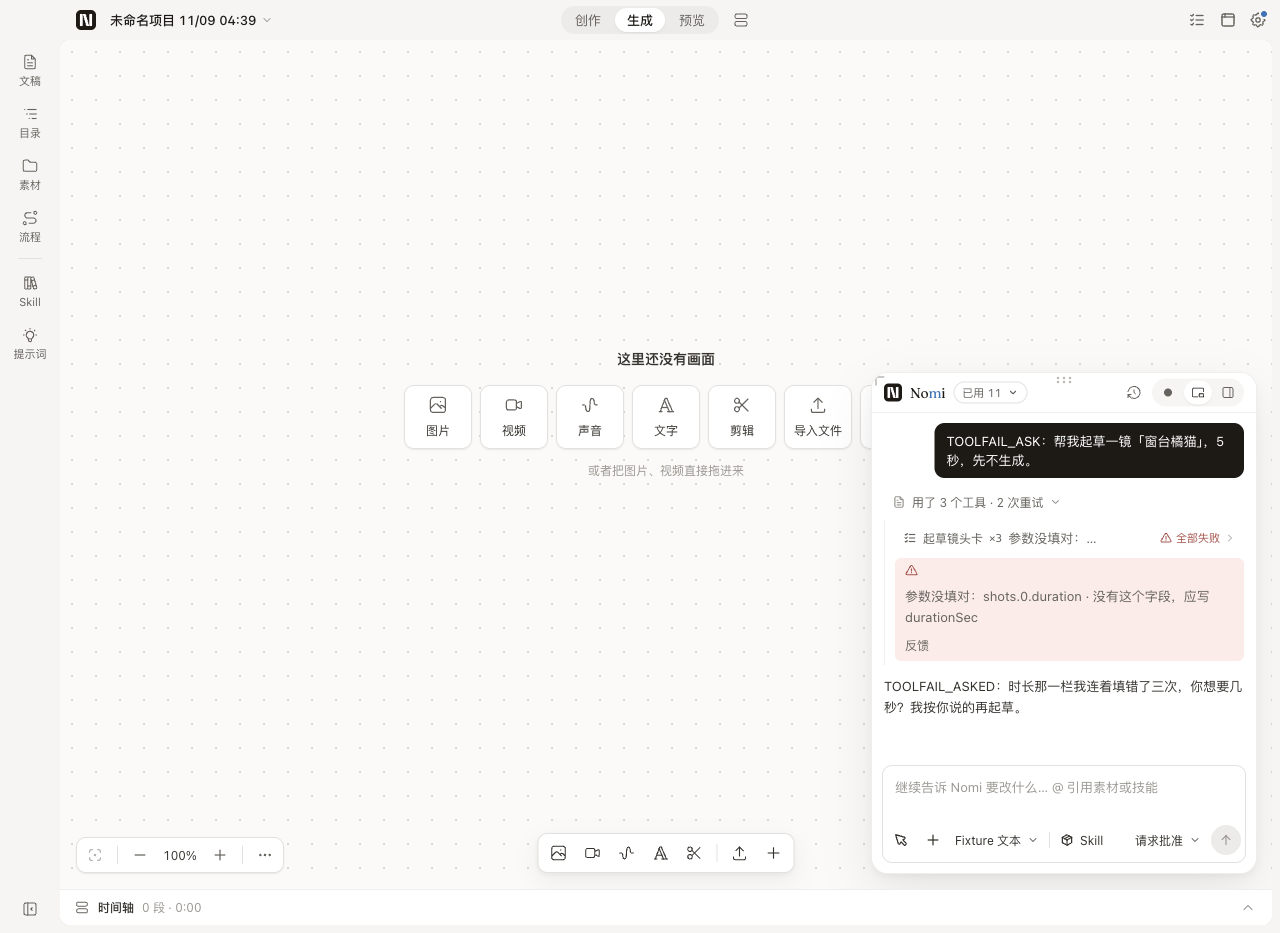 未命名项目 11/09 04:39
创作 生成 预览
文稿
目录
素材
流程
Skill
提示词
这里还没有画面
图片 视频 声音 文字 剪辑 导入文件
或者把图片、视频直接拖进来
Nomi 已用 11
TOOLFAIL_ASK：帮我起草一镜「窗台橘猫」，5
秒，先不生成。
用了 3 个工具 · 2 次重试
起草镜头卡 ×3 参数没填对：... 全部失败
参数没填对：shots.0.duration · 没有这个字段，应写
durationSec
反馈
TOOLFAIL_ASKED：时长那一栏我连着填错了三次，你想要几
秒？我按你说的再起草。
继续告诉 Nomi 要改什么... @ 引用素材或技能
Fixture 文本 Skill 请求批准
100%
时间轴 0 段 · 0:00